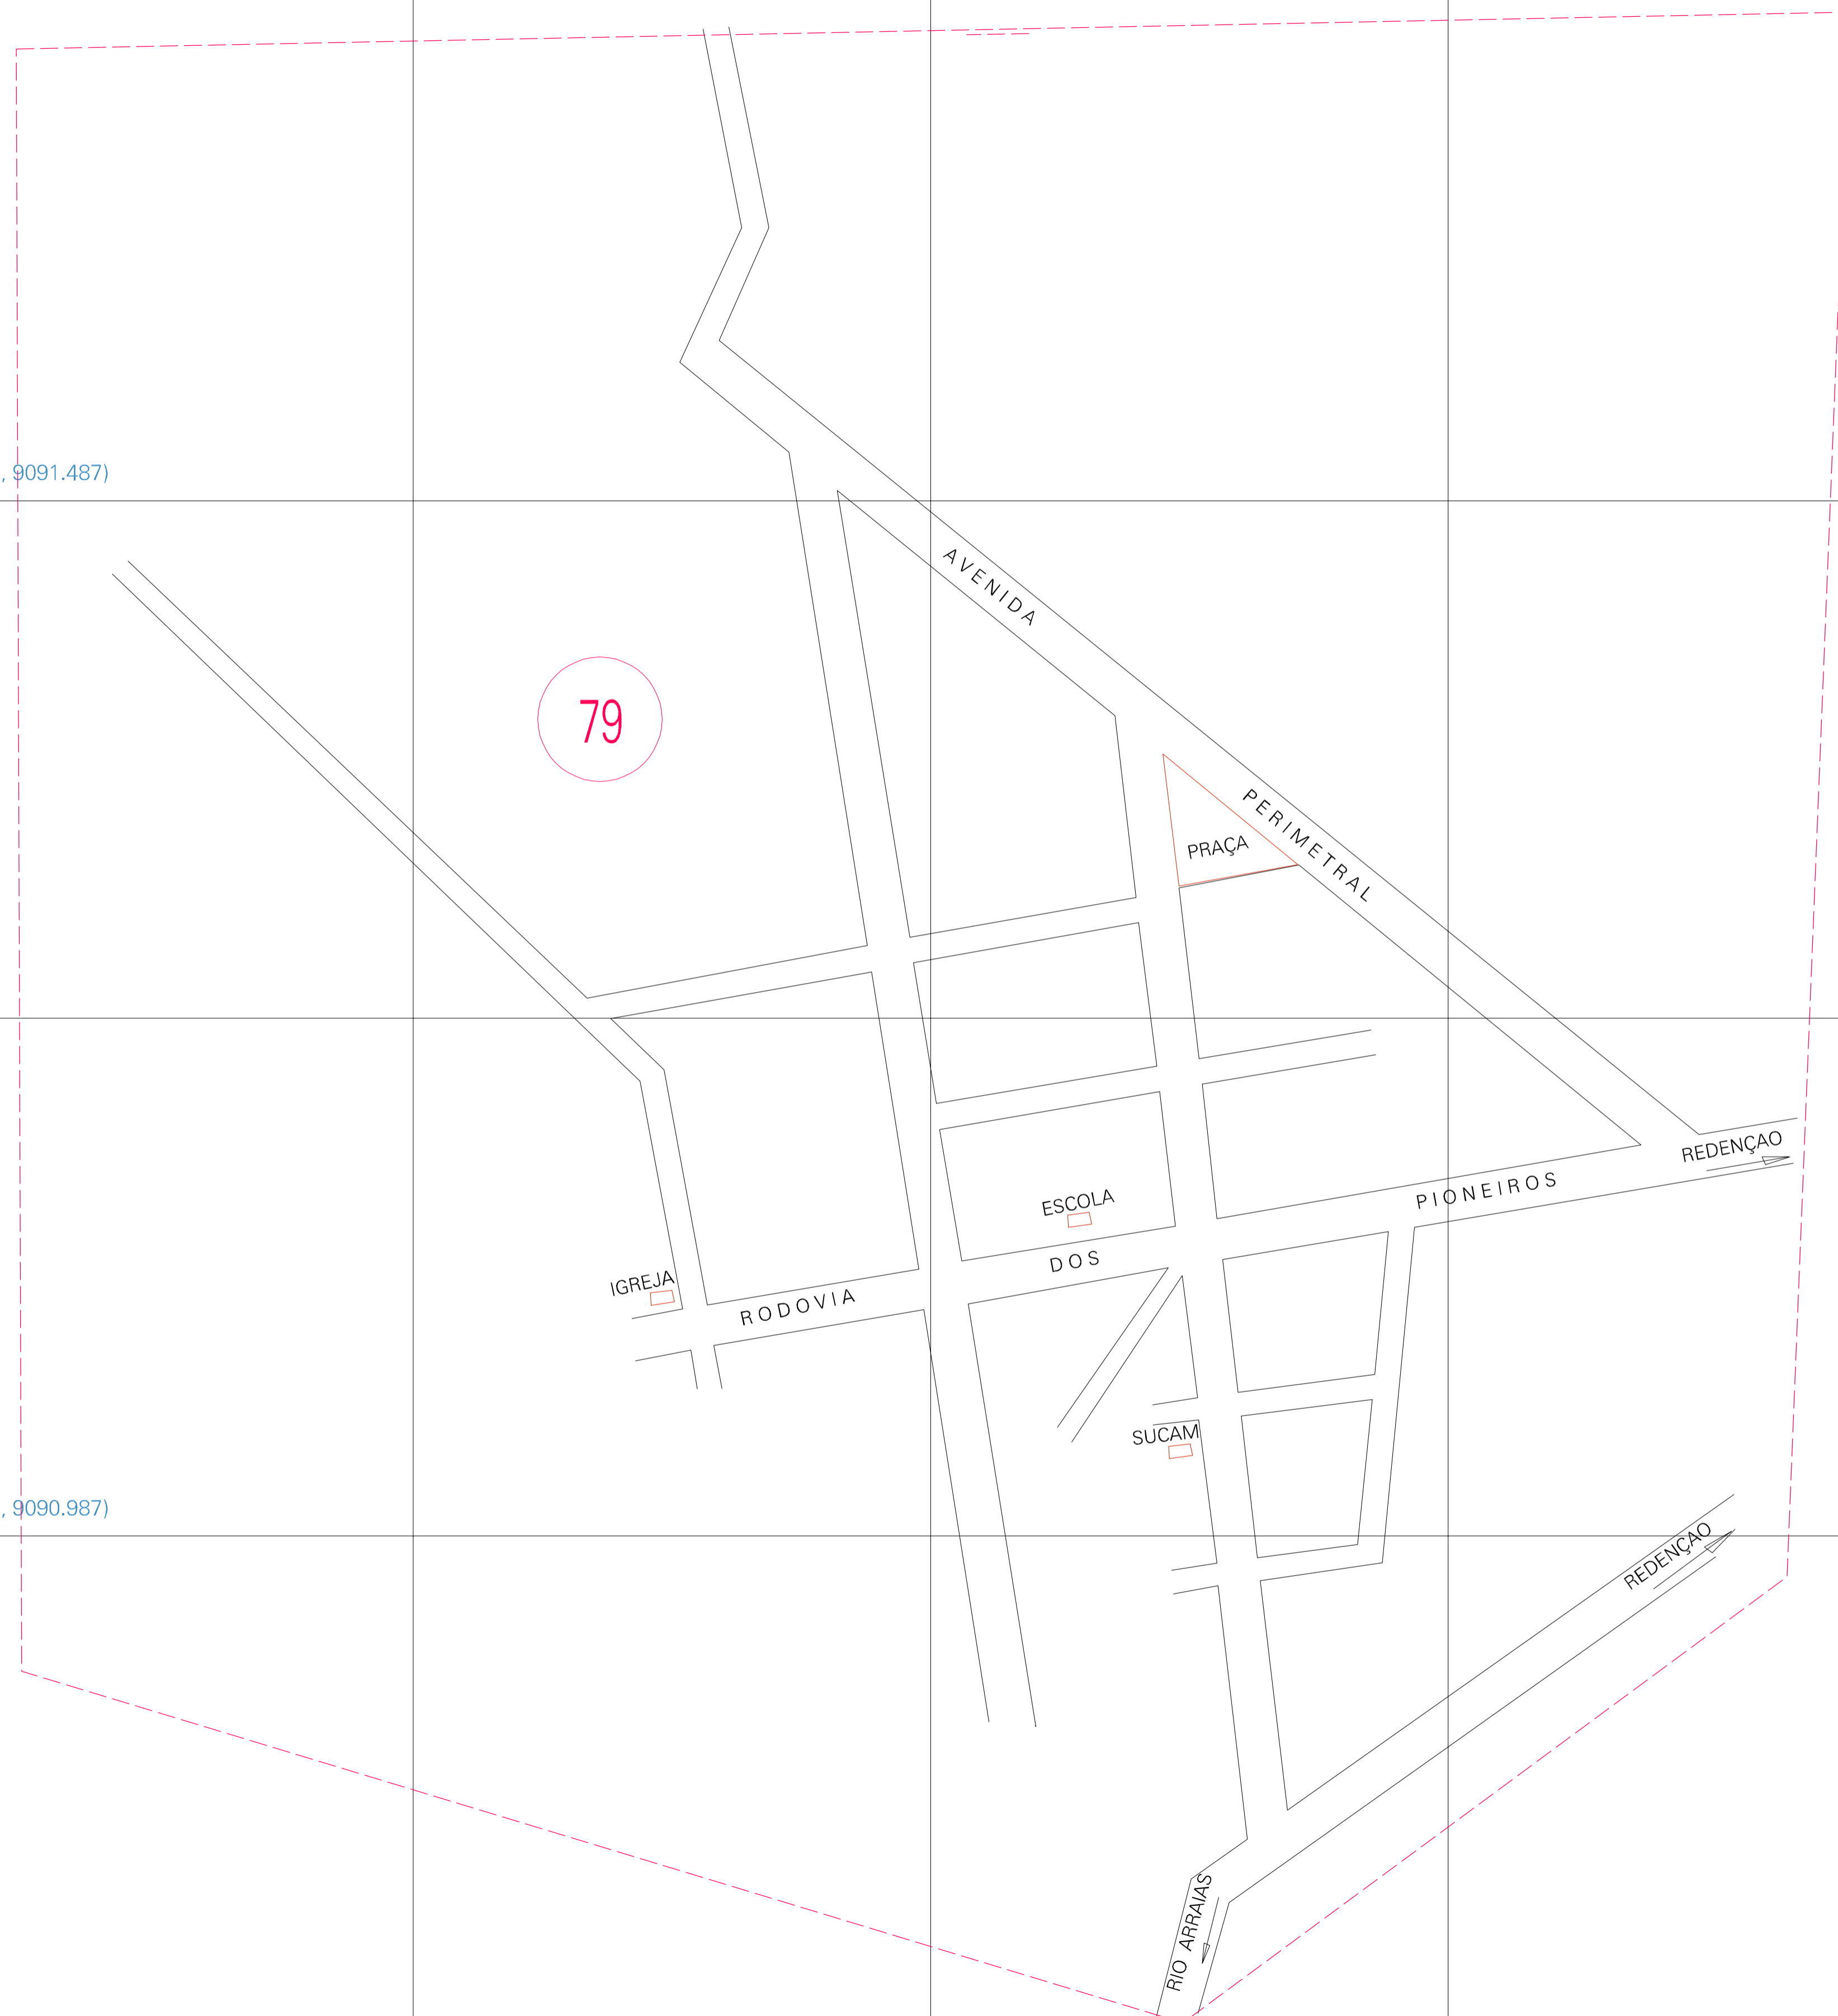 , 9091.487)
AVENIDA
79
PERIMETRAL
PRAÇA
REDENÇAO
PIONEIROS
ESCOLA
DOS
IGREJA
RODOVIA
SUCAM
, 9090.987)
REDENÇAO
RIO ARRAIAS